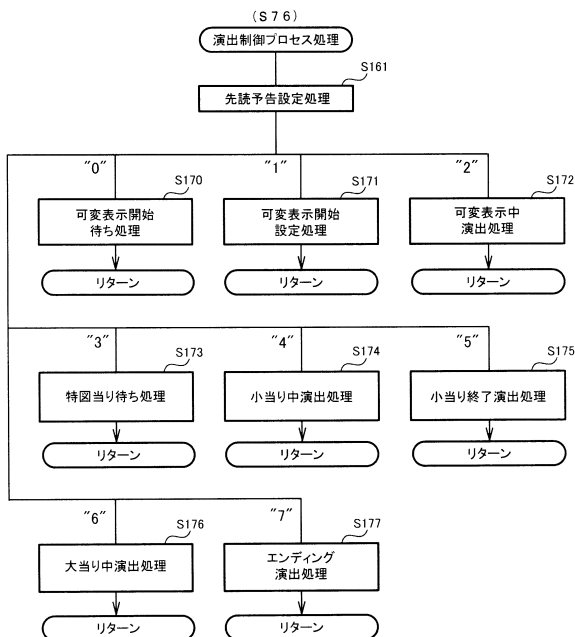 (S76)
演出制御プロセス処理
S161
先読予告設定処理
"0"
"1"
"2"
S170
S171
S172
可変表示開始
待ち処理
可変表示開始
設定処理
可変表示中
演出処理
リターン
リターン
リターン
"3"
"4"
"5"
S173
S174
S175
特図当り待ち処理
小当り中演出処理
小当り終了演出処理
リターン
リターン
リターン
"6"
"7"
S176
S177
大当り中演出処理
エンディング
演出処理
リターン
リターン